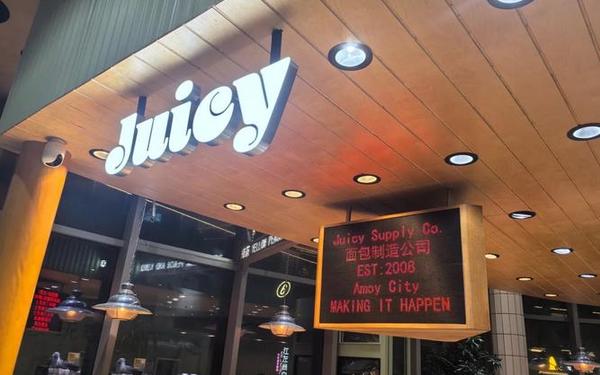 Juicy
Juicy Supply Co.
面包制造公司
EST:2008
Amoy City
MAKING IT HAPPEN